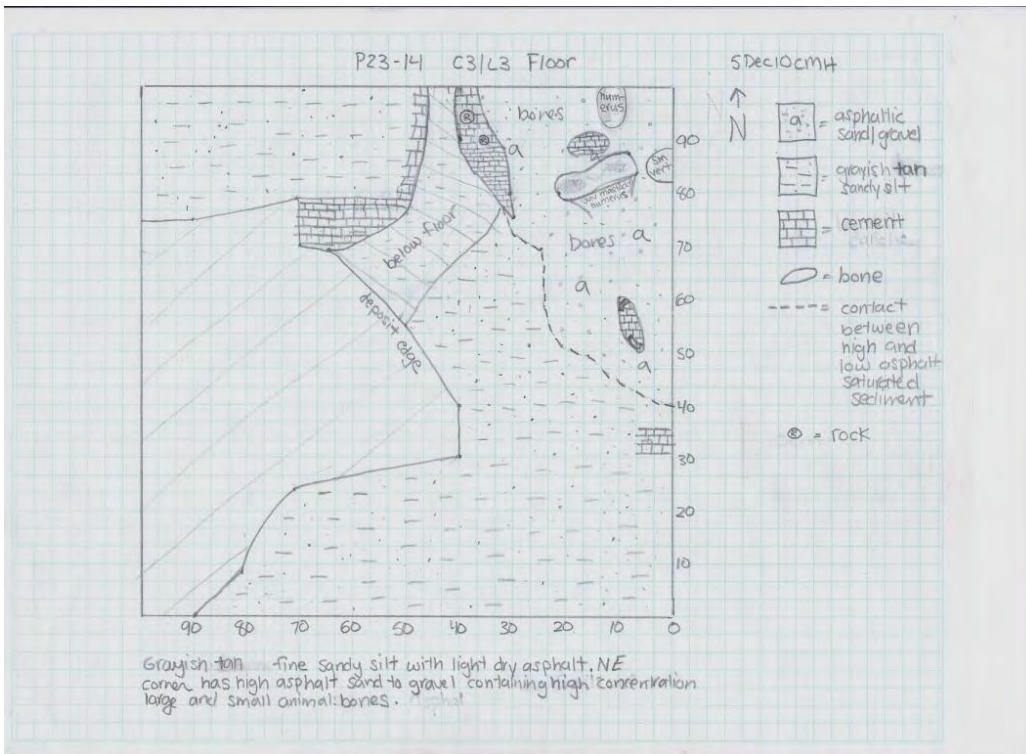 P23-14 C3/L3 Floor
5Dec10CMH
N
a = asphaltic
sand/gravel
grayish tan
sandy silt
= cement
= bone
= contact
between
high and
low asphalt
saturated
sediment
= rock
hum-
erus
bones
a
a
Sm
vert
humerus
below floor
bones a
a
deposit edge
a
90
80
70
60
50
40
30
20
10
90 80 70 60 50 40 30 20 10 0
Grayish tan fine sandy silt with light dry asphalt. NE
corner has high asphalt sand to gravel containing high concentration
large and small animal bones.